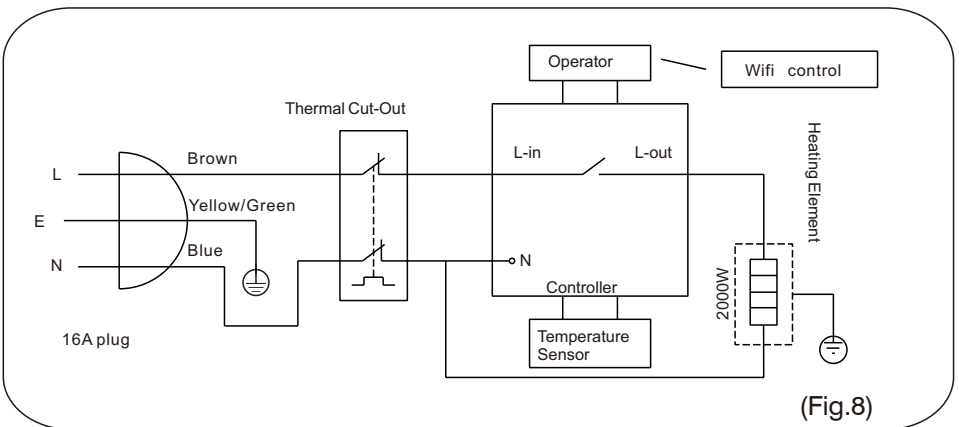 Operator
Wifi control
Thermal Cut-Out
L-in
L-out
Heating Element
L
Brown
E
Yellow/Green
N
Blue
N
Controller
2000W
16A plug
Temperature
Sensor
(Fig.8)